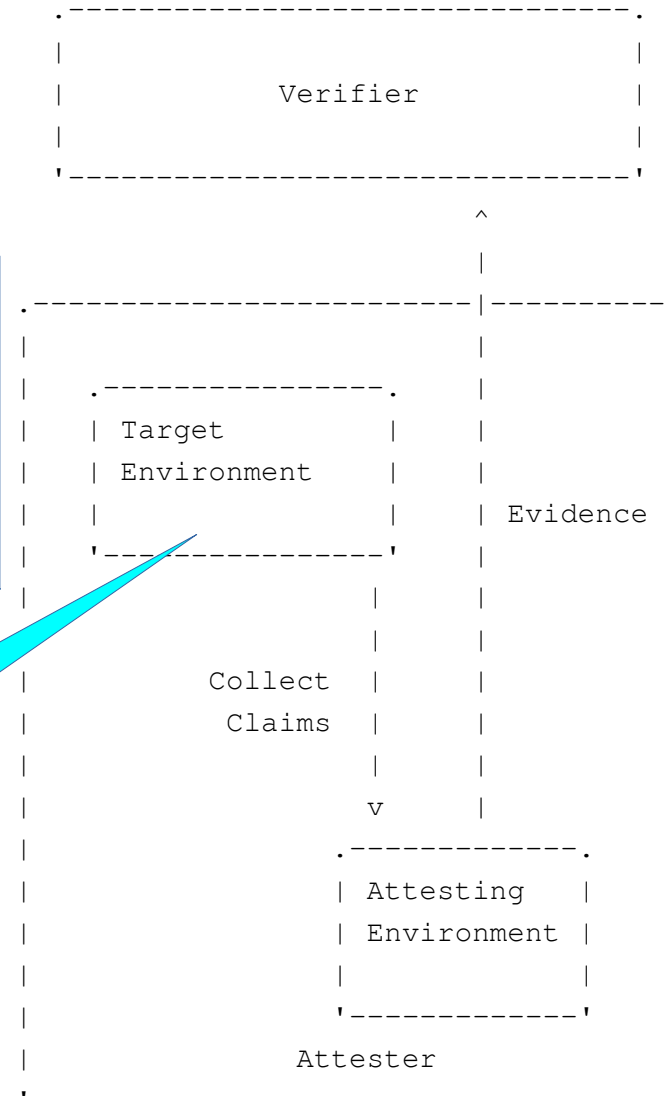 Verifier
Target
Environment
Evidence
Collect
Claims
Attesting
Environment
Attester